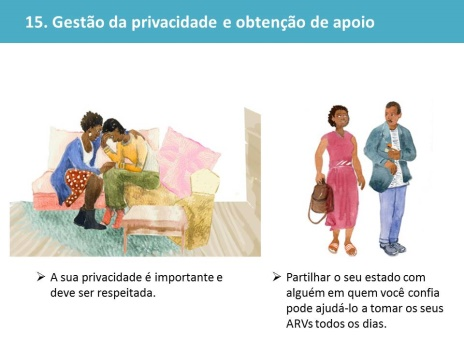 15. Gestão da privacidade e obtenção de apoio
➢ A sua privacidade é importante e
deve ser respeitada.
➢ Partilhar o seu estado com
alguém em quem você confia
pode ajudá-lo a tomar os seus
ARVs todos os dias.